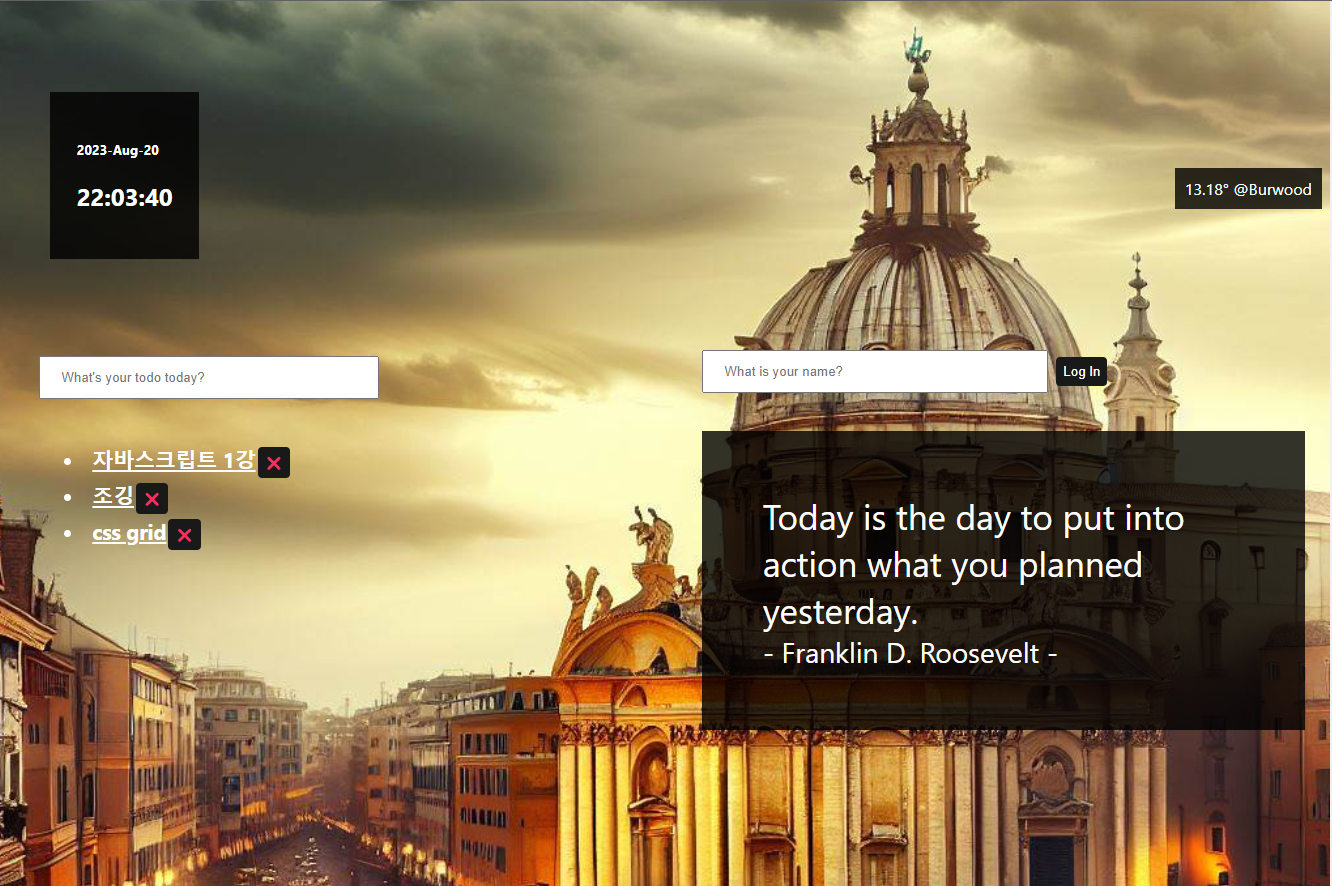 2023-Aug-20
22:03:40
13.18° @Burwood
What's your todo today?
What is your name?
Log In
자바스크립트 1강
조깅
css grid
Today is the day to put into
action what you planned
yesterday.
- Franklin D. Roosevelt -